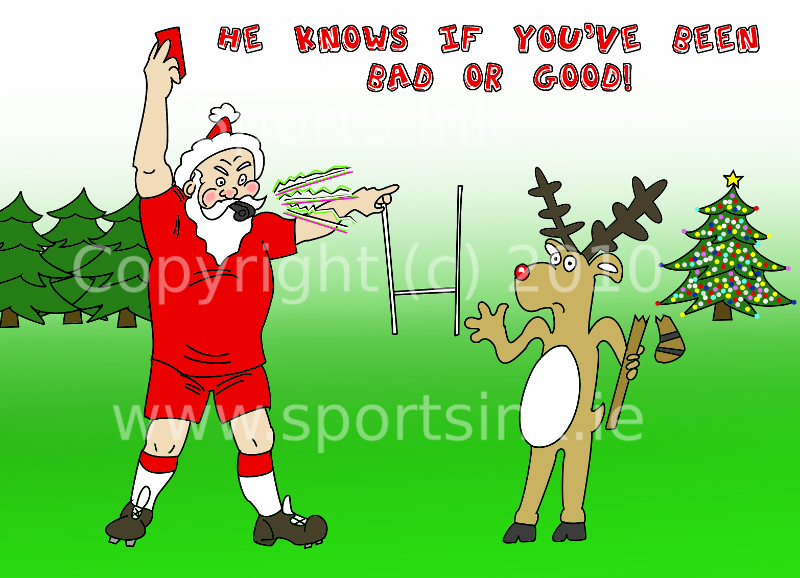 HE KNOWS IF YOU'VE BEEN
BAD OR GOOD!
Sports Ink
Copyright (c) 2010
www.sportsink.ie